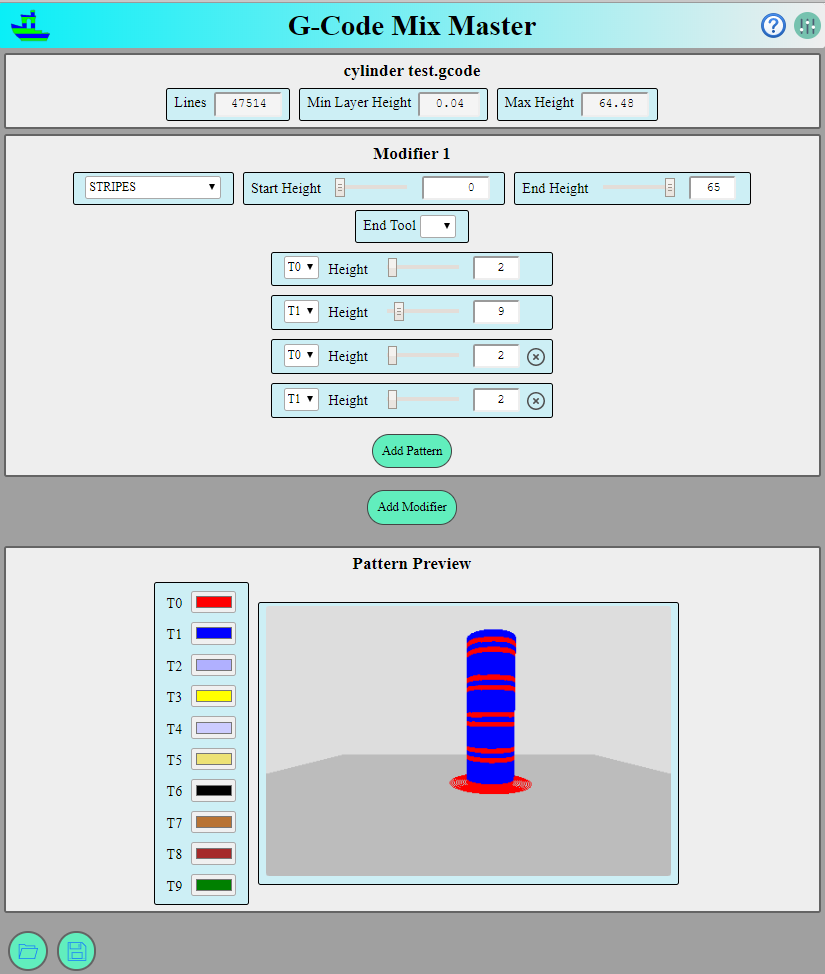 G-Code Mix Master
?
cylinder test.gcode
Lines 47514 Min Layer Height 0.04 Max Height 64.48
Modifier 1
STRIPES Start Height 0 End Height 65
End Tool
T0 Height 2
T1 Height 9
T0 Height 2
T1 Height 2
Add Pattern
Add Modifier
Pattern Preview
T0
T1
T2
T3
T4
T5
T6
T7
T8
T9